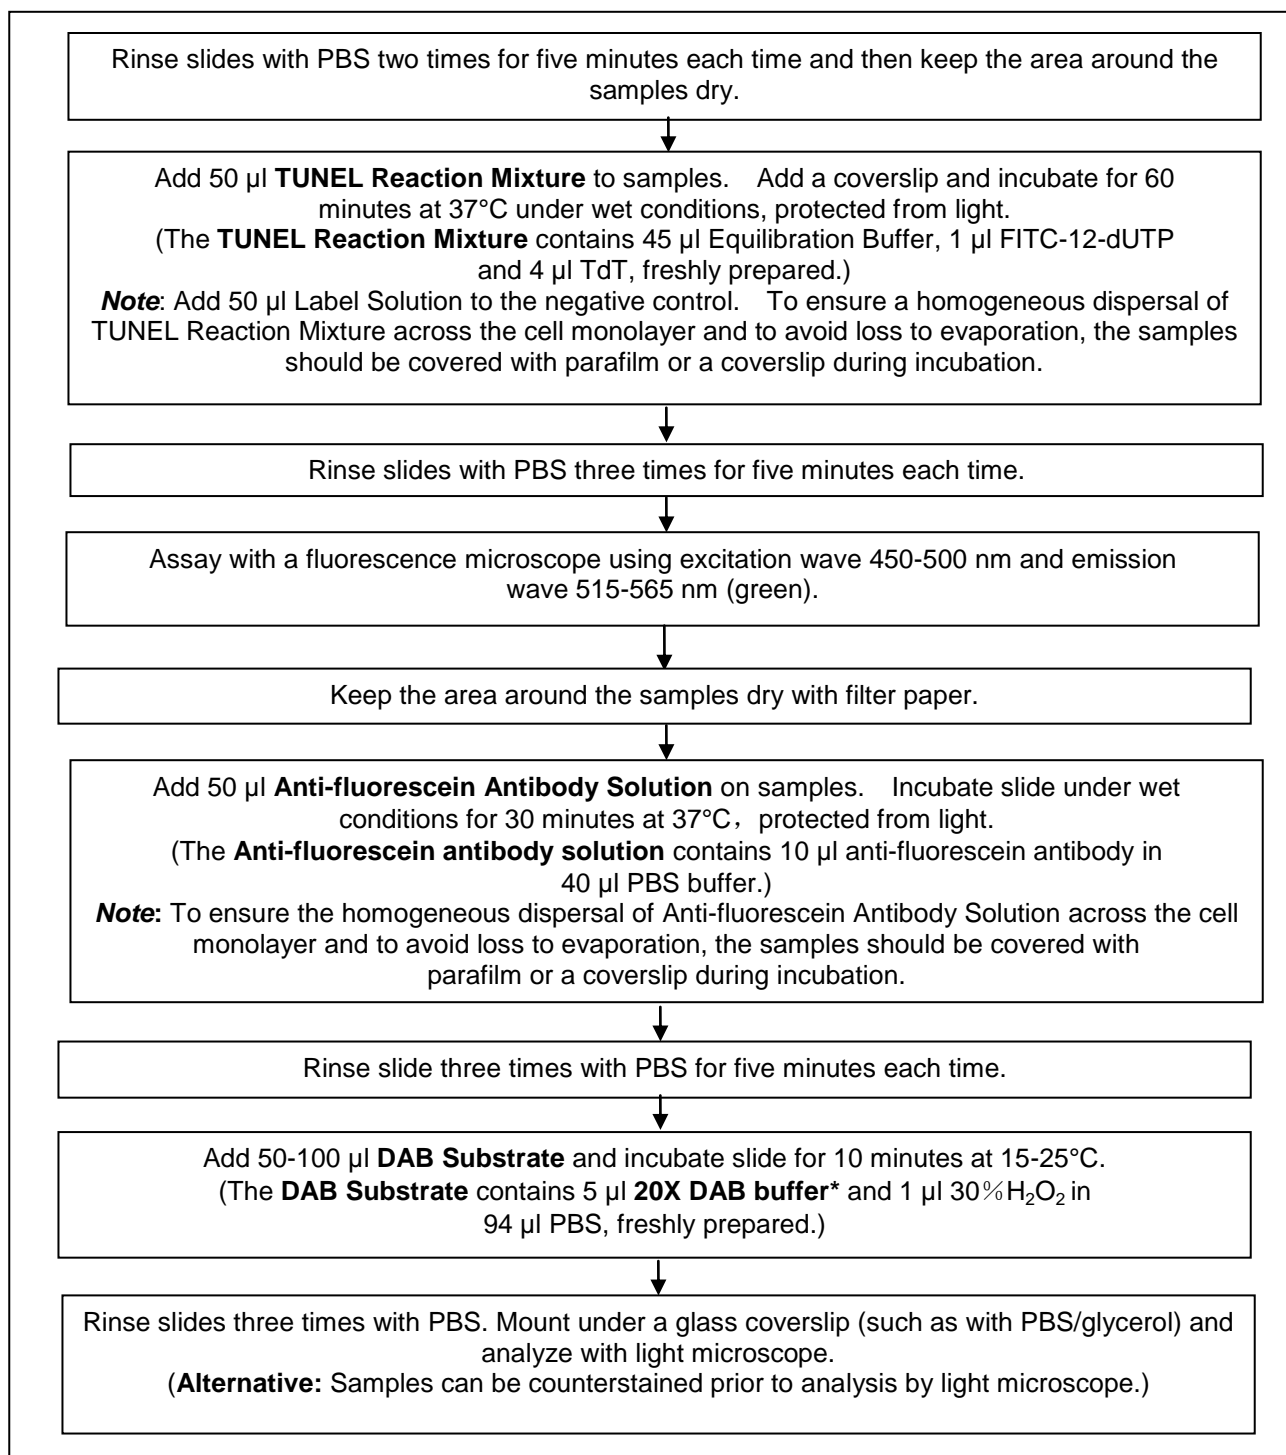 Rinse slides with PBS two times for five minutes each time and then keep the area around the
samples dry.
Add 50 µl TUNEL Reaction Mixture to samples. Add a coverslip and incubate for 60
minutes at 37°C under wet conditions, protected from light.
(The TUNEL Reaction Mixture contains 45 µl Equilibration Buffer, 1 µl FITC-12-dUTP
and 4 µl TdT, freshly prepared.)
Note: Add 50 µl Label Solution to the negative control. To ensure a homogeneous dispersal of
TUNEL Reaction Mixture across the cell monolayer and to avoid loss to evaporation, the samples
should be covered with parafilm or a coverslip during incubation.
Rinse slides with PBS three times for five minutes each time.
Assay with a fluorescence microscope using excitation wave 450-500 nm and emission
wave 515-565 nm (green).
Keep the area around the samples dry with filter paper.
Add 50 µl Anti-fluorescein Antibody Solution on samples. Incubate slide under wet
conditions for 30 minutes at 37°C，protected from light.
(The Anti-fluorescein antibody solution contains 10 µl anti-fluorescein antibody in
40 µl PBS buffer.)
Note: To ensure the homogeneous dispersal of Anti-fluorescein Antibody Solution across the cell
monolayer and to avoid loss to evaporation, the samples should be covered with
parafilm or a coverslip during incubation.
Rinse slide three times with PBS for five minutes each time.
Add 50-100 µl DAB Substrate and incubate slide for 10 minutes at 15-25°C.
(The DAB Substrate contains 5 µl 20X DAB buffer* and 1 µl 30％H₂O₂ in
94 µl PBS, freshly prepared.)
Rinse slides three times with PBS. Mount under a glass coverslip (such as with PBS/glycerol) and
analyze with light microscope.
(Alternative: Samples can be counterstained prior to analysis by light microscope.)